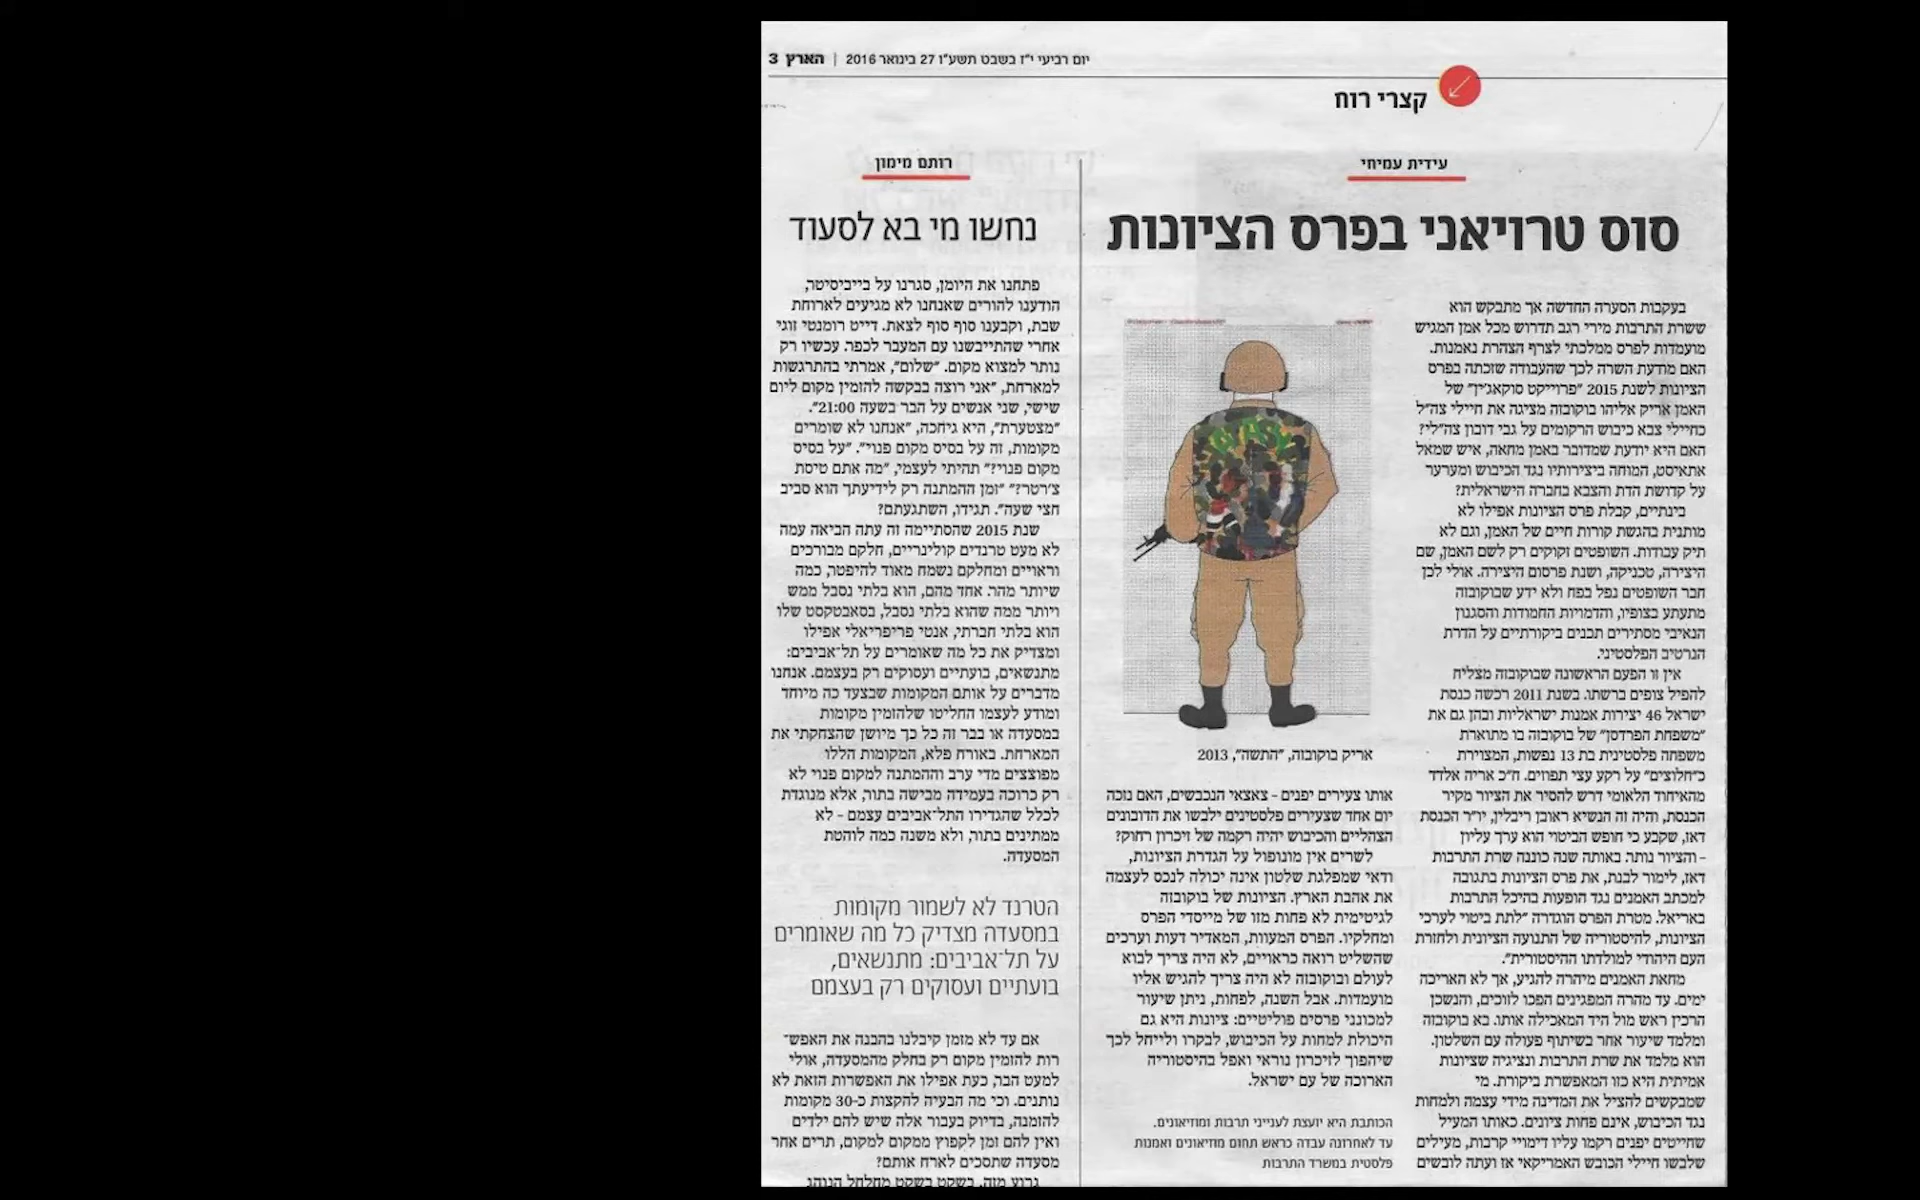 יום רביעי י"ז בשבט תשע"ו 27 בינואר 2016 | הארץ 3
קצרי רוח
עידית עמיחי
סוס טרויאני בפרס הציונות
בעקבות הסערה החדשה אך מתבקש הוא
ששרת התרבות מירי רגב תדרוש מכל אמן המגיש
מועמדות לפרס ממלכתי לצרף הצהרת נאמנות.
האם מודעת השרה לכך שהעבודה שזכתה בפרס
הציונות לשנת 2015 "פרוייקט סוקאג'ין" של
האמן אריק אליהו בוקובזה מציגה את חיילי צה"ל
כחיילי צבא כיבוש הרקומים על גבי דובון צה"לי?
האם היא יודעת שמדובר באמן מחאה, איש שמאל
אתאיסט, המוחה ביצירותיו נגד הכיבוש ומערער
על קדושת הדת והצבא בחברה הישראלית?
בינתיים, קבלת פרס הציונות אפילו לא
מותנית בהגשת קורות חיים של האמן, וגם לא
תיק עבודות. השופטים זקוקים רק לשם האמן, שם
היצירה, טכניקה, ושנת פרסום היצירה. אולי לכן
חבר השופטים נפל בפח ולא ידע שבוקובזה
מתעתע בצופיו, והדמויות החמודות והסגנון
הנאיבי מסתירים תכנים ביקורתיים על הדרת
הנרטיב הפלסטיני.
אין זו הפעם הראשונה שבוקובזה מצליח
להפיל צופים ברשתו. בשנת 2011 רכשה כנסת
ישראל 46 יצירות אמנות ישראליות ובהן גם את
"משפחת הפרדסן" של בוקובזה בו מתוארת
משפחה פלסטינית בת 13 נפשות, המצוירת
כ"חלוצים" על רקע עצי תפוזים. ח"כ אריה אלדד
מהאיחוד הלאומי דרש להסיר את הציור מקיר
הכנסת, והיה זה הנשיא ראובן ריבלין, יו"ר הכנסת
דאז, שקבע כי חופש הביטוי הוא ערך עליון
– והציור נותר. באותה שנה כוננה שרת התרבות
דאז, לימור לבנת, את פרס הציונות בתגובה
למכתב האמנים נגד הופעות בהיכל התרבות
באריאל. מטרת הפרס הוגדרה "לתת ביטוי לערכי
הציונות, להיסטוריה של התנועה הציונית ולחזרת
העם היהודי למולדתו ההיסטורית".
מחאת האמנים מיהרה להגיע, אך לא האריכה
ימים. עד מהרה המפגינים הפכו לזוכים, והנשכן
הרכין ראש מול היד המאכילה אותו. בא בוקובזה
ומלמד שיעור אחר בשיתוף פעולה עם השלטון.
הוא מלמד את שרת התרבות ונציגיה שציונות
אמיתית היא כזו המאפשרת ביקורת. מי
שמבקשים להציל את המדינה מידי עצמה ולמחות
נגד הכיבוש, אינם פחות ציונים. כאותו המעיל
שחייטים יפנים רקמו עליו דימויי קרבות, מעילים
שלבשו חיילי הכובש האמריקאי אז ועתה לובשים
אריק בוקובזה, "התשה", 2013
אותו צעירים יפנים – צאצאי הנכבשים, האם נזכה
יום אחד שצעירים פלסטינים ילבשו את הדובונים
הצהליים והכיבוש יהיה רקמה של זיכרון רחוק?
לשרים אין מונופול על הגדרת הציונות,
ודאי שמפלגת שלטון אינה יכולה לנכס לעצמה
את אהבת הארץ. הציונות של בוקובזה
לגיטימית לא פחות מזו של מייסדי הפרס
ומחלקיו. הפרס המעוות, המאדיר דעות וערכים
שהשליט רואה כראויים, לא היה צריך לבוא
לעולם ובוקובזה לא היה צריך להגיש אליו
מועמדות. אבל השנה, לפחות, ניתן שיעור
למכונני פרסים פוליטיים: ציונות היא גם
היכולת למחות על הכיבוש, לבקרו ולייחל לכך
שיהפוך לזיכרון נוראי ואפל בהיסטוריה
הארוכה של עם ישראל.
הכותבת היא יועצת לענייני תרבות ומוזיאונים.
עד לאחרונה עבדה כראש תחום מוזיאונים ואמנות
פלסטית במשרד התרבות
רותם מימון
נחשו מי בא לסעוד
פתחנו את היומן, סגרנו על בייביסיטר,
הודענו להורים שאנחנו לא מגיעים לארוחת
שבת, וקבענו סוף סוף לצאת. דייט רומנטי זוגי
אחרי שהתייבשנו עם המעבר לכפר. עכשיו רק
נותר למצוא מקום. "שלום", אמרתי בהתרגשות
למארחת, "אני רוצה בבקשה להזמין מקום ליום
שישי, שני אנשים על הבר בשעה 21:00".
"מצטערת", היא גיחכה, "אנחנו לא שומרים
מקומות, זה על בסיס מקום פנוי". "על בסיס
מקום פנוי?" תהיתי לעצמי, "מה אתם טיסת
צ'רטר?" "זמן ההמתנה רק לידיעתך הוא סביב
חצי שעה". תגידו, השתגעתם?
שנת 2015 שהסתיימה זה עתה הביאה עמה
לא מעט טרנדים קולינריים, חלקם מבורכים
וראויים ומחלקם נשמח מאוד להיפטר, כמה
שיותר מהר. אחד מהם, הוא בלתי נסבל ממש
ויותר ממה שהוא בלתי נסבל, בסאבטקסט שלו
הוא בלתי חברתי, אנטי פריפריאלי אפילו
ומצדיק את כל מה שאומרים על תל־אביבים:
מתנשאים, בועתיים ועסוקים רק בעצמם. אנחנו
מדברים על אותם המקומות שבצעד כה מיוחד
ומודע לעצמו החליטו שלהזמין מקומות
במסעדה או בבר זה כל כך מיושן שהצחקתי את
המארחת. באורח פלא, המקומות הללו
מפוצצים מדי ערב וההמתנה למקום פנוי לא
רק כרוכה בעמידה מבישה בתור, אלא מנוגדת
לכלל שהגדירו התל־אביבים עצמם – לא
ממתינים בתור, ולא משנה כמה לוהטת
המסעדה.
הטרנד לא לשמור מקומות
במסעדה מצדיק כל מה שאומרים
על תל־אביבים: מתנשאים,
בועתיים ועסוקים רק בעצמם
אם עד לא מזמן קיבלנו בהבנה את האפש־
רות להזמין מקום רק בחלק מהמסעדה, אולי
למעט הבר, כעת אפילו את האפשרות הזאת לא
נותנים. וכי מה הבעיה להקצות כ־30 מקומות
להזמנה, בדיוק בעבור אלה שיש להם ילדים
ואין להם זמן לקפוץ ממקום למקום, תרים אחר
מסעדה שתסכים לארח אותם?
גרוע מזה, בשקט בשקט מחלחל הנוהג